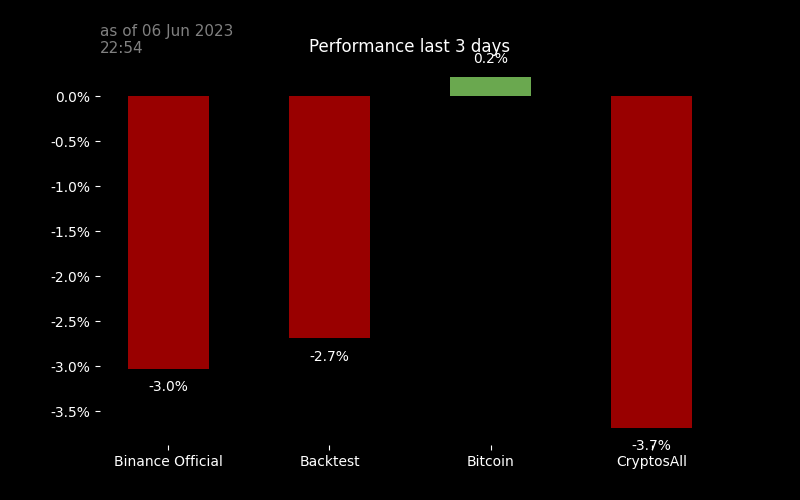 as of 06 Jun 2023
22:54
Performance last 3 days
0.2%
0.0%
-0.5%
-1.0%
-1.5%
-2.0%
-2.5%
-3.0%
-3.5%
-3.0%
-2.7%
-3.7%
Binance Official
Backtest
Bitcoin
CryptosAll